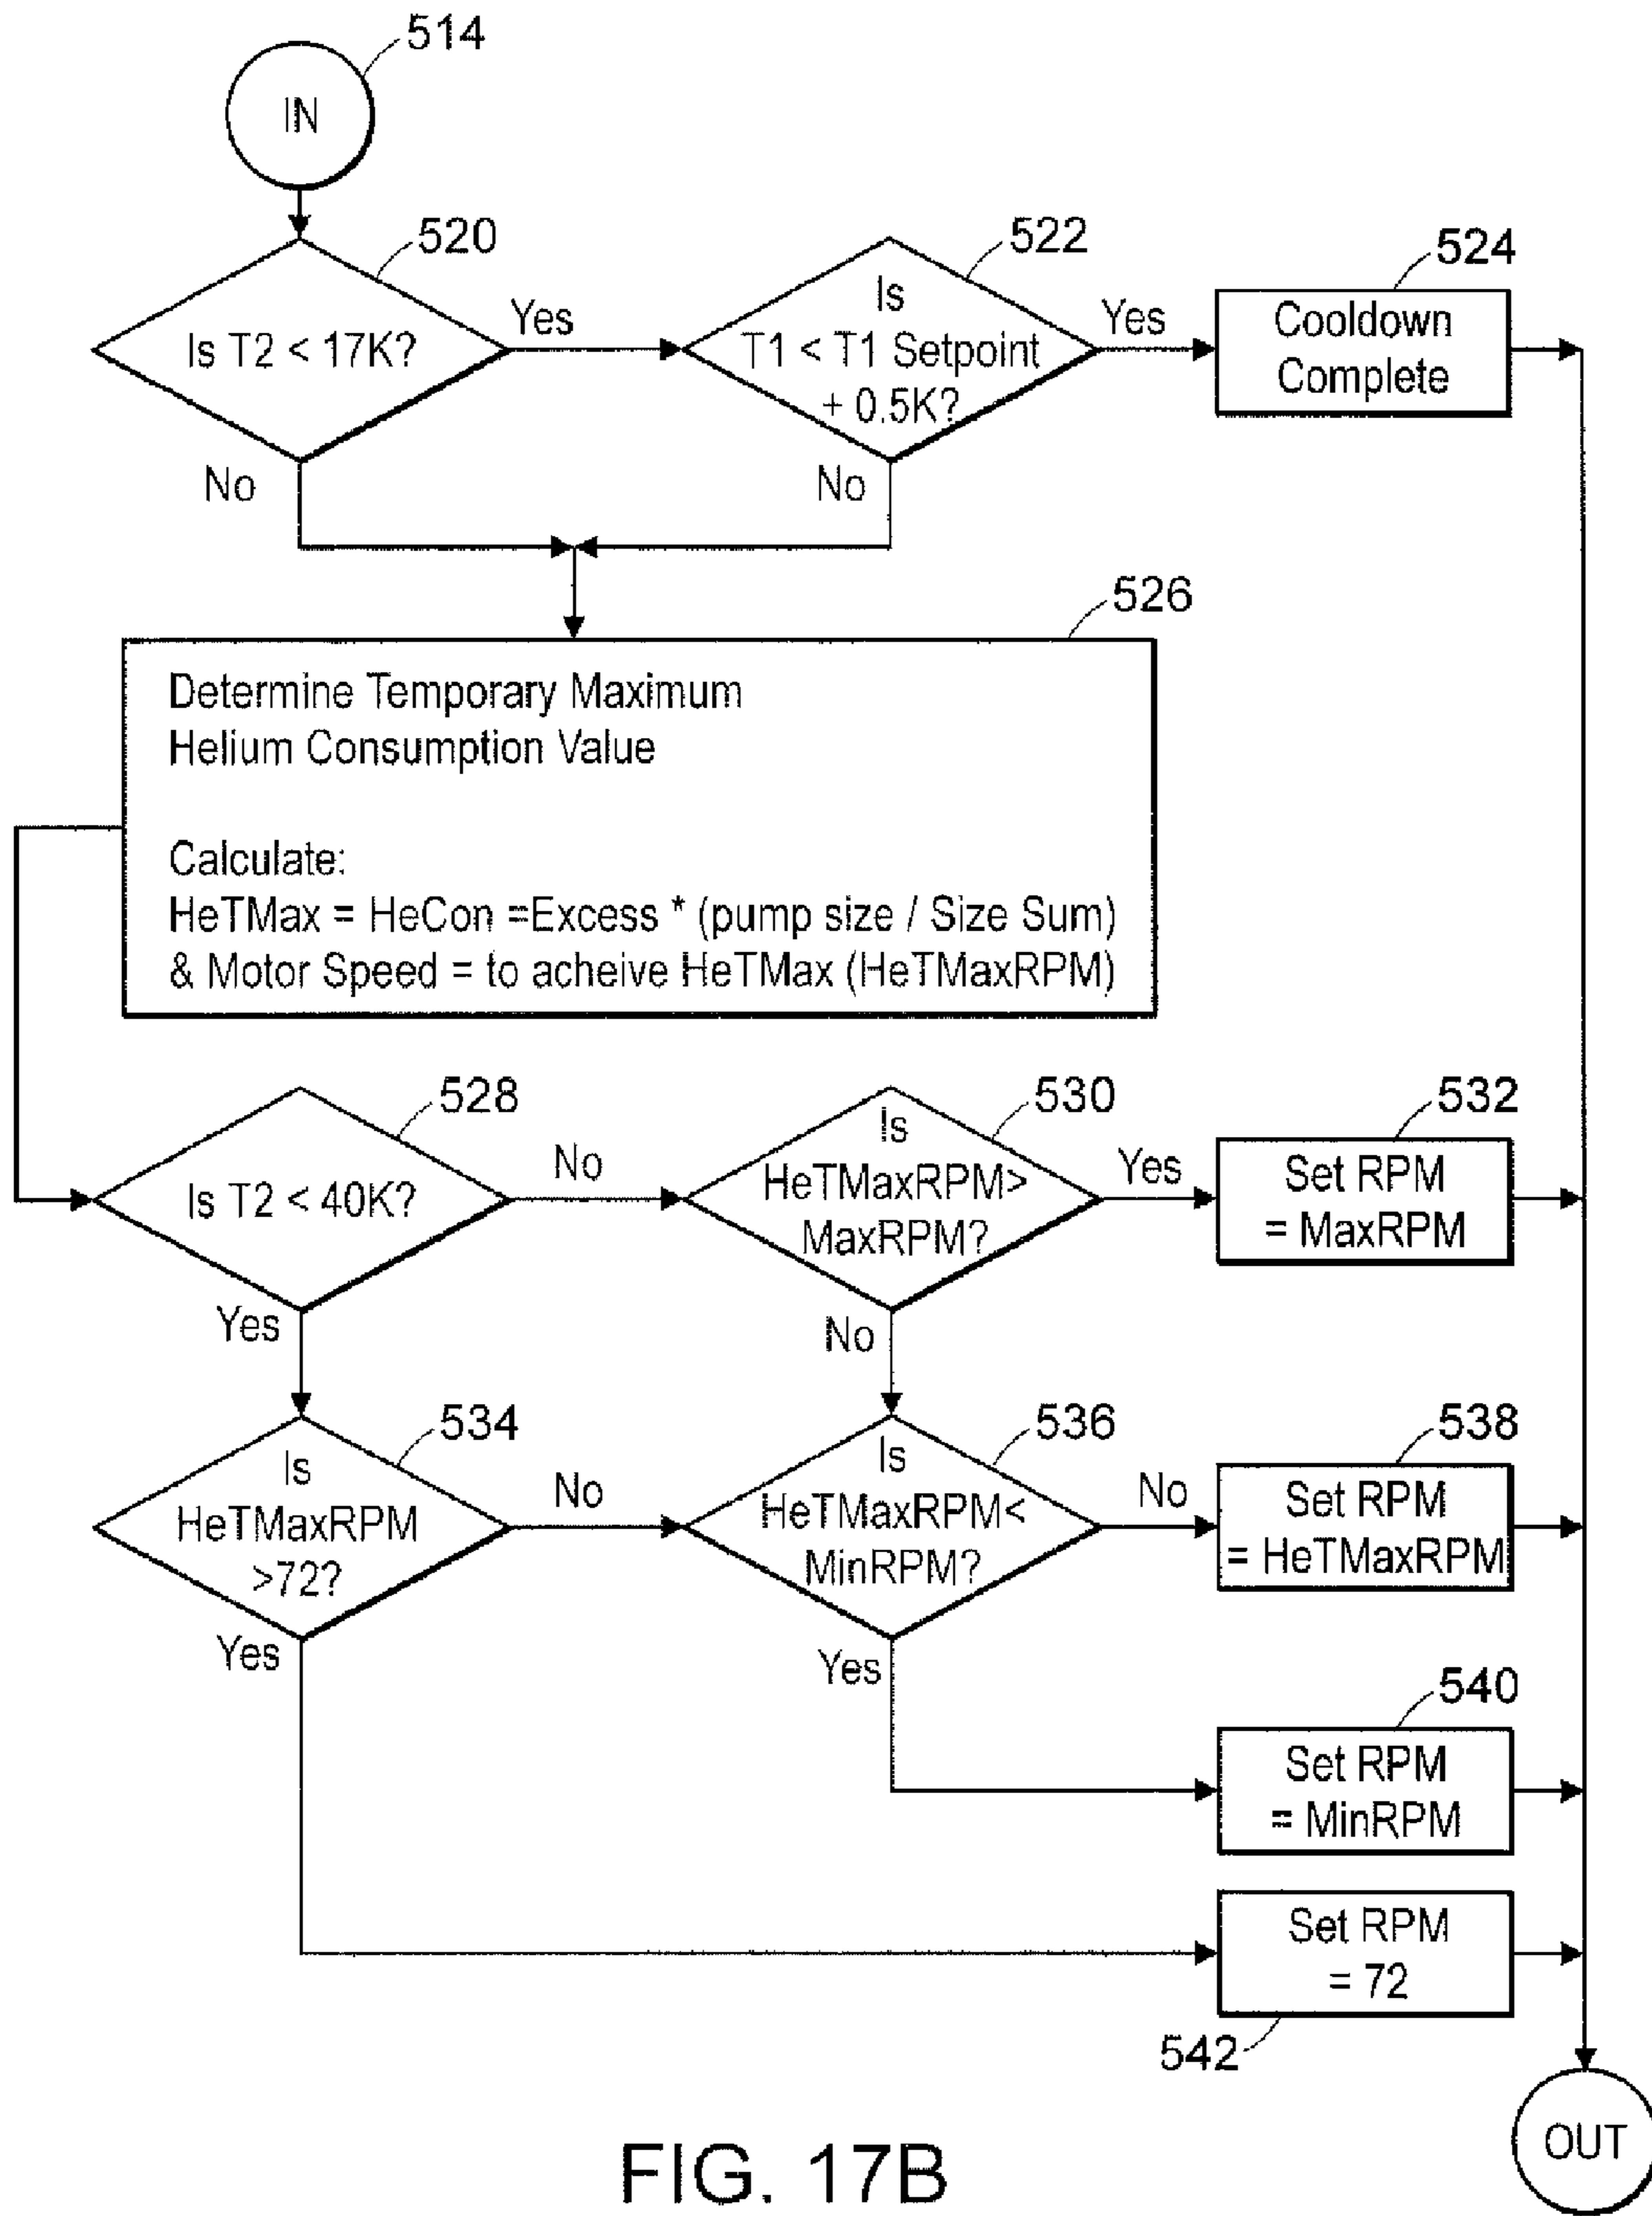 514
IN
520
Is T2 < 17K?
Yes
No
522
Is
T1 < T1 Setpoint
+ 0.5K?
Yes
No
524
Cooldown
Complete
526
Determine Temporary Maximum
Helium Consumption Value
Calculate:
HeTMax = HeCon =Excess * (pump size / Size Sum)
& Motor Speed = to acheive HeTMax (HeTMaxRPM)
528
Is T2 < 40K?
No
Yes
530
Is
HeTMaxRPM>
MaxRPM?
Yes
No
532
Set RPM
= MaxRPM
534
Is
HeTMaxRPM
>72?
No
Yes
536
Is
HeTMaxRPM<
MinRPM?
No
Yes
538
Set RPM
= HeTMaxRPM
540
Set RPM
= MinRPM
Set RPM
= 72
542
OUT
FIG. 17B